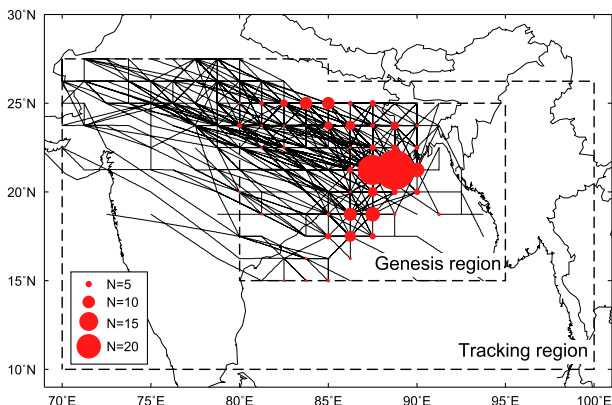 30°N
25°N
20°N
15°N
10°N
Genesis region
Tracking region
N=5
N=10
N=15
N=20
70°E 75°E 80°E 85°E 90°E 95°E 100°E